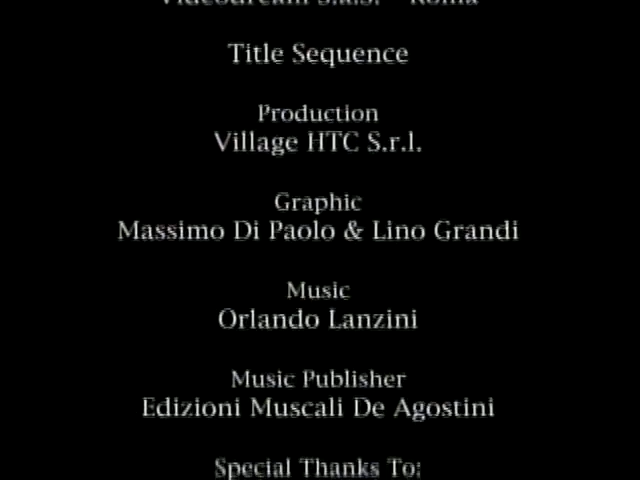 Title Sequence
Production
Village HTC S.r.l.
Graphic
Massimo Di Paolo & Lino Grandi
Music
Orlando Lanzini
Music Publisher
Edizioni Muscali De Agostini
Special Thanks To: